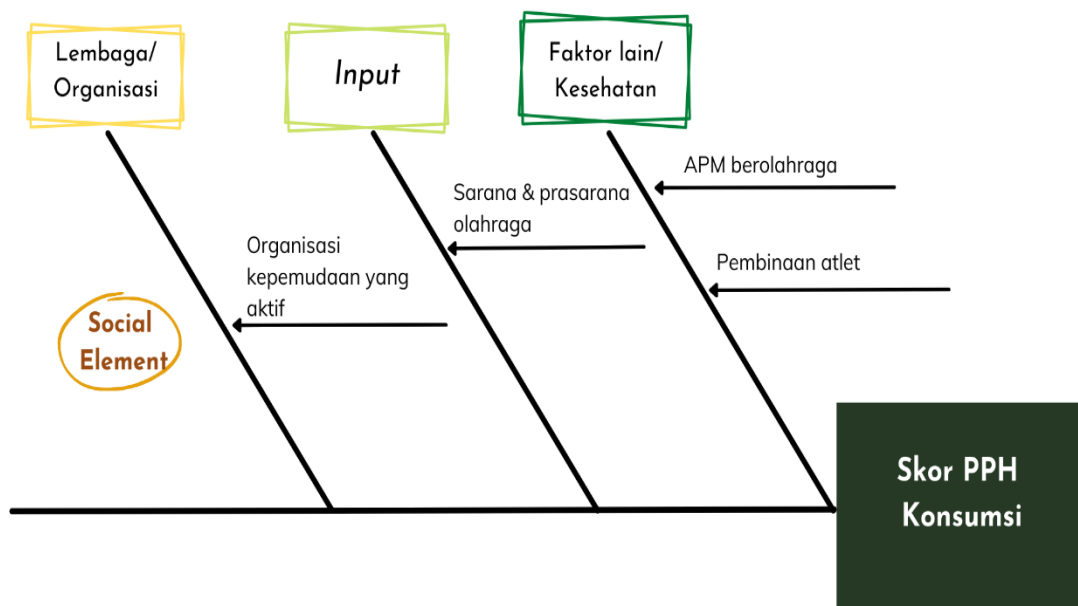 Lembaga/
Organisasi
Input
Faktor lain/
Kesehatan
APM berolahraga
Sarana & prasarana
olahraga
Organisasi
kepemudaan yang
aktif
Pembinaan atlet
Social
Element
Skor PPH
Konsumsi